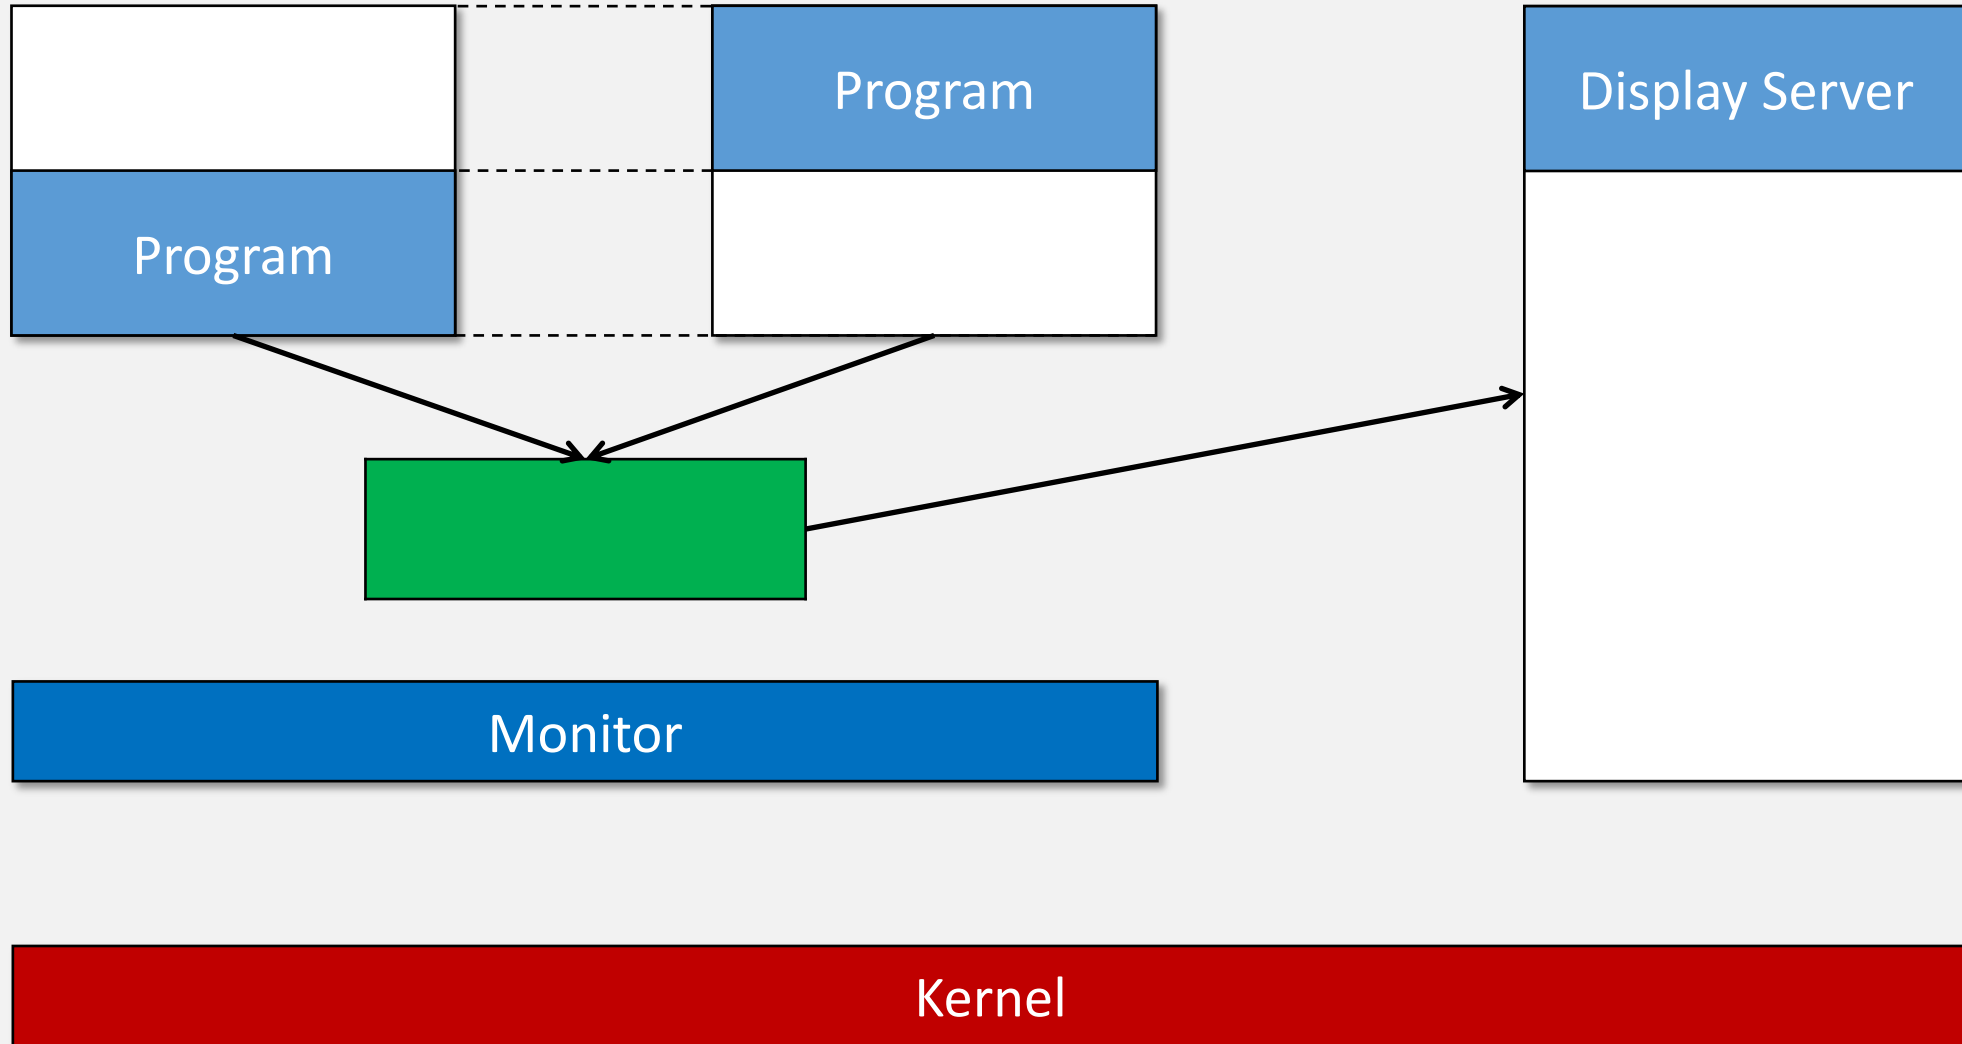 Program
Display Server
Program
Monitor
Kernel